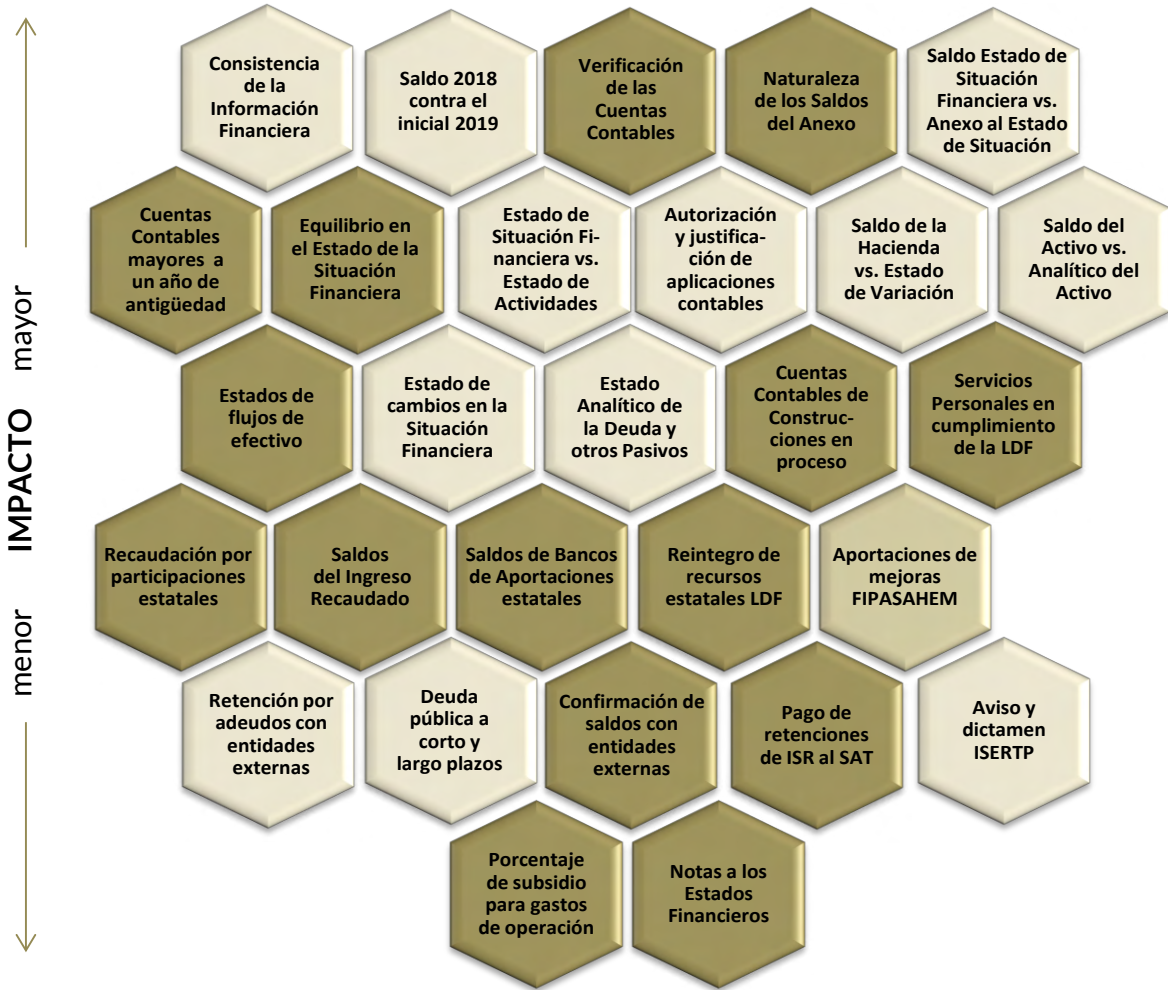 Consistencia
de la
Información
Financiera
Saldo 2018
contra el
inicial 2019
Verificación
de las
Cuentas
Contables
Naturaleza
de los Saldos
del Anexo
Saldo Estado de
Situación
Financiera vs.
Anexo al Estado
de Situación
Cuentas
Contables
mayores a
un año de
antigüedad
Equilibrio en
el Estado de la
Situación
Financiera
Estado de
Situación Fi-
nanciera vs.
Estado de
Actividades
Autorización
y justifica-
ción de
aplicaciones
contables
Saldo de la
Hacienda
vs. Estado
de Variación
Saldo del
Activo vs.
Analítico del
Activo
Estados de
flujos de
efectivo
Estado de
cambios en la
Situación
Financiera
Estado
Analítico de
la Deuda y
otros Pasivos
Cuentas
Contables de
Construc-
ciones en
proceso
Servicios
Personales en
cumplimiento
de la LDF
Recaudación por
participaciones
estatales
Saldos
del Ingreso
Recaudado
Saldos de Bancos
de Aportaciones
estatales
Reintegro de
recursos
estatales LDF
Aportaciones de
mejoras
FIPASAHEM
Retención por
adeudos con
entidades
externas
Deuda
pública a
corto y
largo plazos
Confirmación de
saldos con
entidades
externas
Pago de
retenciones
de ISR al SAT
Aviso y
dictamen
ISERTP
Porcentaje
de subsidio
para gastos
de operación
Notas a los
Estados
Financieros
menor IMPACTO mayor